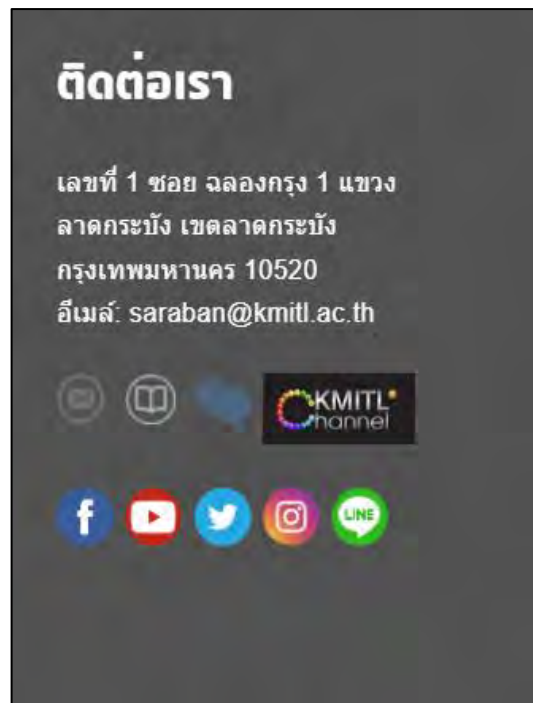 ติดต่อเรา
เลขที่ 1 ซอย ฉลองกรุง 1 แขวง
ลาดกระบัง เขตลาดกระบัง
กรุงเทพมหานคร 10520
อีเมล์: saraban@kmitl.ac.th
KMITL
Channel
f
LINE